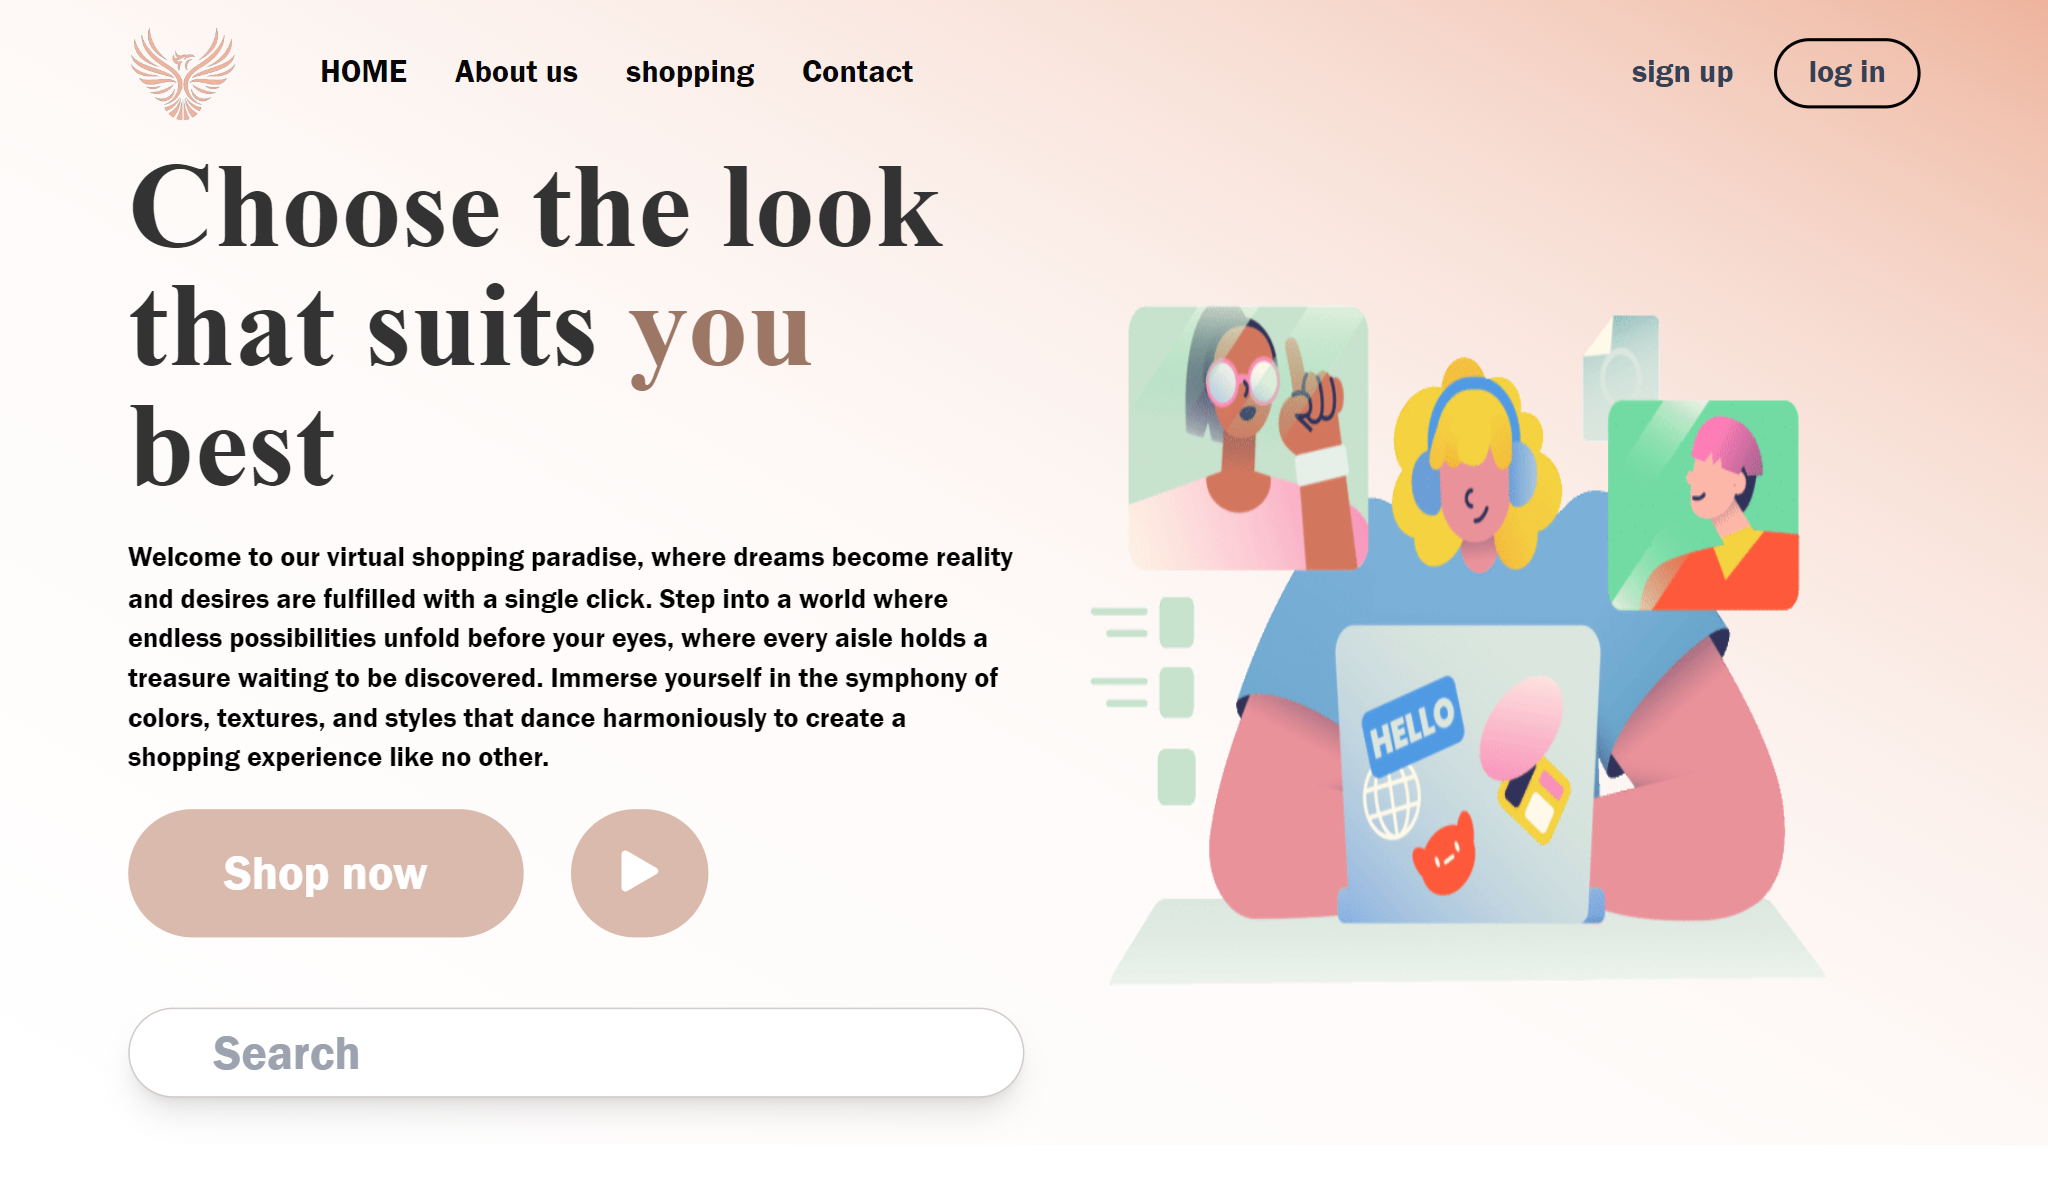 HOME About us shopping Contact sign up log in
Choose the look
that suits you
best
Welcome to our virtual shopping paradise, where dreams become reality
and desires are fulfilled with a single click. Step into a world where
endless possibilities unfold before your eyes, where every aisle holds a
treasure waiting to be discovered. Immerse yourself in the symphony of
colors, textures, and styles that dance harmoniously to create a
shopping experience like no other.
Shop now
Search
HELLO